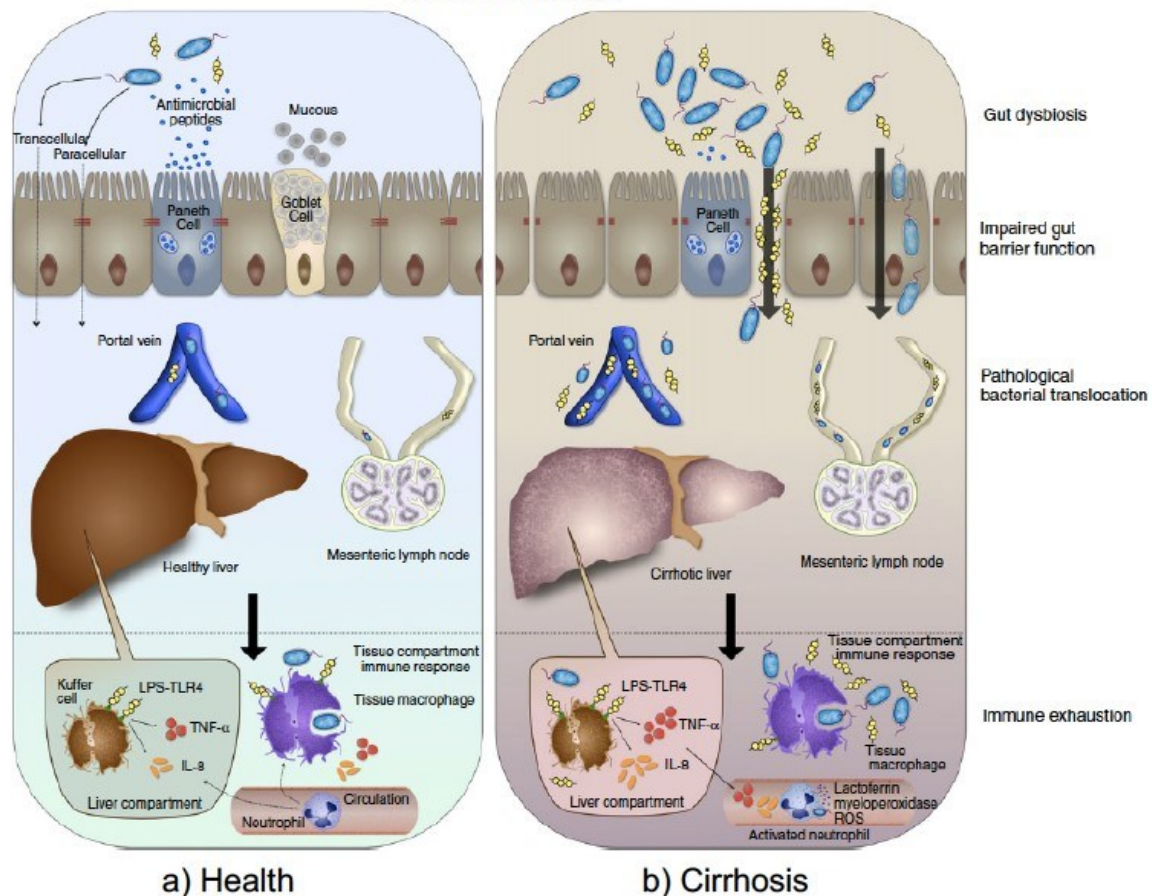 Antimicrobial
peptides
Mucous
Transcellular
Paracellular
Paneth
Cell
Goblet
Cell
Portal vein
Healthy liver
Mesenteric lymph node
Tissue compartment
immune response
Kuffer
cell
LPS-TLR4
Tissue macrophage
TNF-α
IL-8
Liver compartment
Circulation
Neutrophil
a) Health
Paneth
Cell
Portal vein
Cirrhotic liver
Mesenteric lymph node
Tissue compartment
immune response
LPS-TLR4
TNF-α
IL-8
Tissue
macrophage
Liver compartment
Lactoferrin
myeloperoxidase
ROS
Activated neutrophil
b) Cirrhosis
Gut dysbiosis
Impaired gut
barrier function
Pathological
bacterial translocation
Immune exhaustion